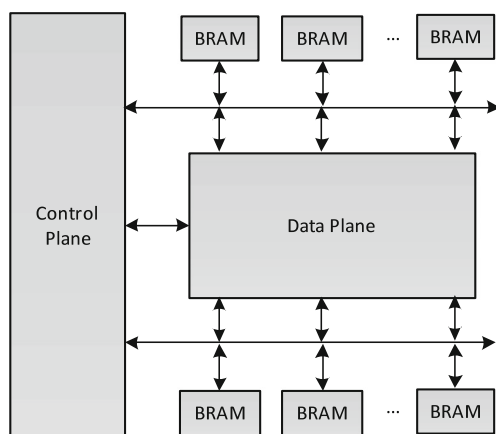 BRAM BRAM ... BRAM
Control
Plane
Data Plane
BRAM BRAM ... BRAM